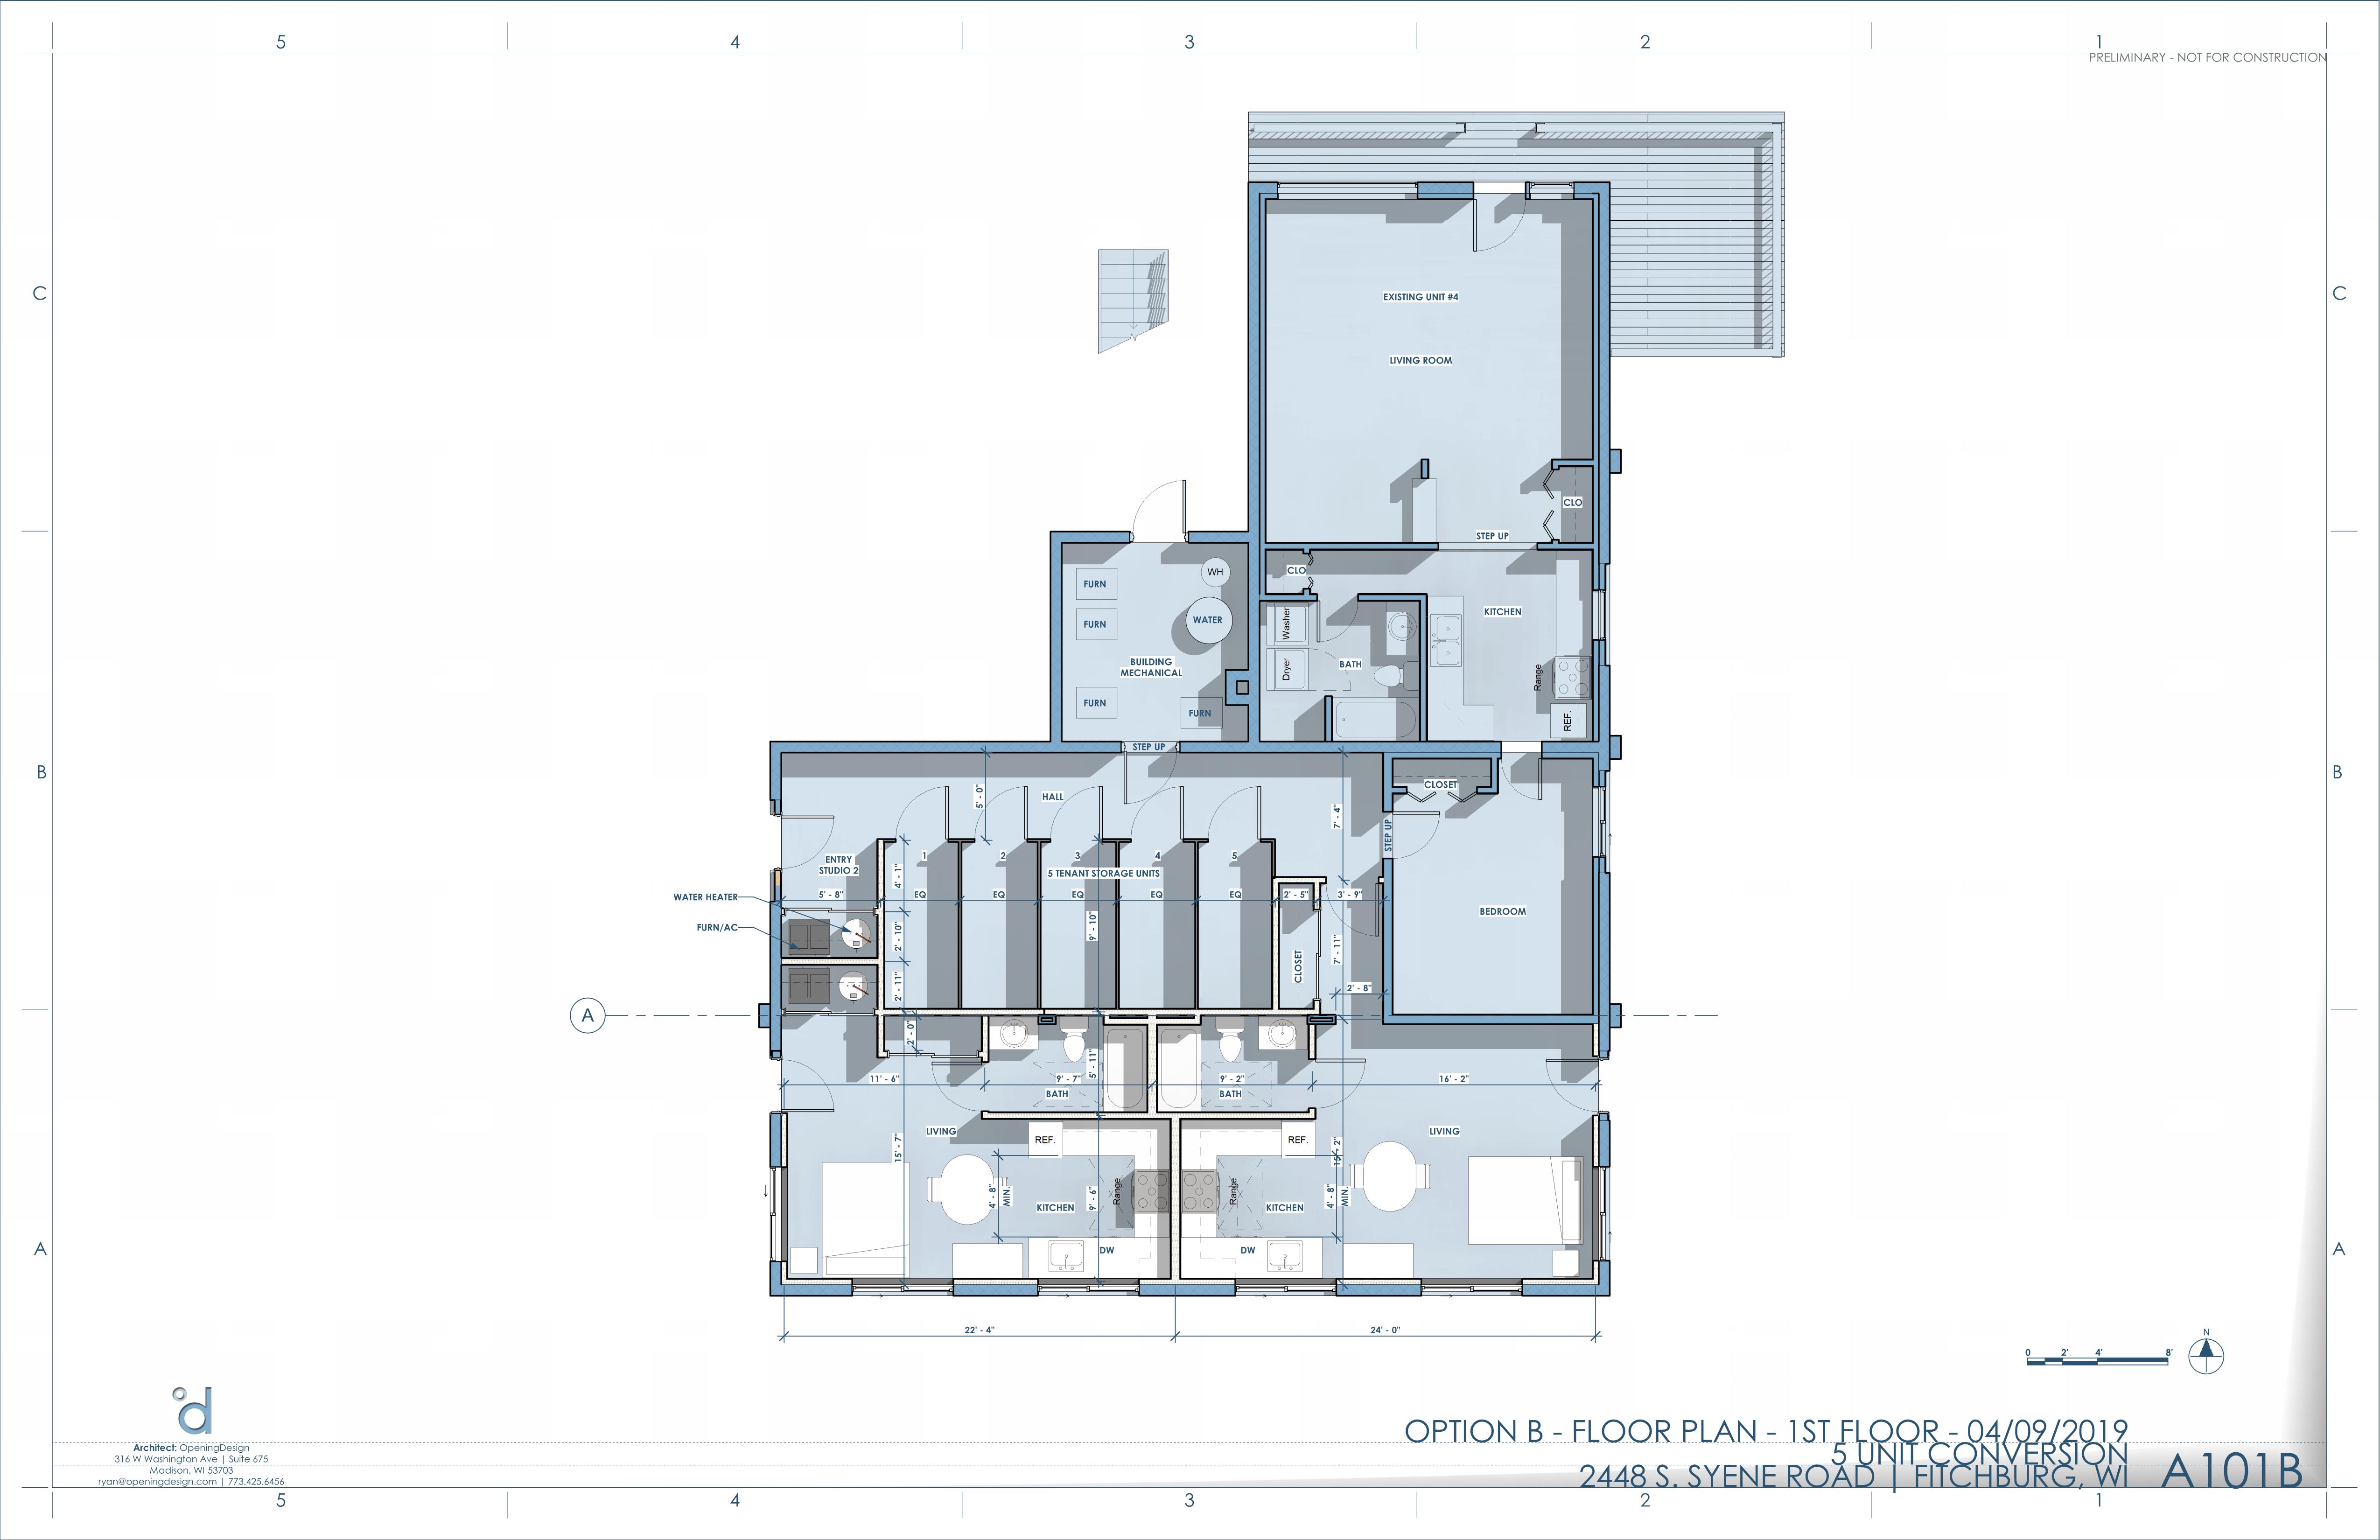 5 4 3 2 1
PRELIMINARY - NOT FOR CONSTRUCTION
C
C
EXISTING UNIT #4
LIVING ROOM
CLO
STEP UP
CLO
FURN
WH
FURN
WATER
Washer
KITCHEN
BUILDING
MECHANICAL
Dryer
BATH
Range
FURN
FURN
REF.
B
B
STEP UP
CLOSET
HALL
5' - 0"
7' - 4"
STEP UP
ENTRY
STUDIO 2
1
2
3
4
5
5 TENANT STORAGE UNITS
4' - 1"
WATER HEATER
5' - 8"
EQ
EQ
EQ
EQ
EQ
2' - 5"
3' - 9"
BEDROOM
FURN/AC
2' - 10"
9' - 10"
7' - 11"
CLOSET
2' - 11"
2' - 8"
A
2' - 0"
5' - 11"
11' - 6"
9' - 7"
9' - 2"
16' - 2"
BATH
BATH
LIVING
LIVING
REF.
REF.
15' - 7"
15' - 2"
4' - 8"
MIN.
9' - 6"
Range
Range
4' - 8"
MIN.
KITCHEN
KITCHEN
DW
DW
A
A
22' - 4"
24' - 0"
N
0 2' 4' 8'
d
Architect: OpeningDesign
316 W Washington Ave | Suite 675
Madison, WI 53703
ryan@openingdesign.com | 773.425.6456
OPTION B - FLOOR PLAN - 1ST FLOOR - 04/09/2019
5 UNIT CONVERSION
2448 S. SYENE ROAD | FITCHBURG, WI
A101B
5 4 3 2 1